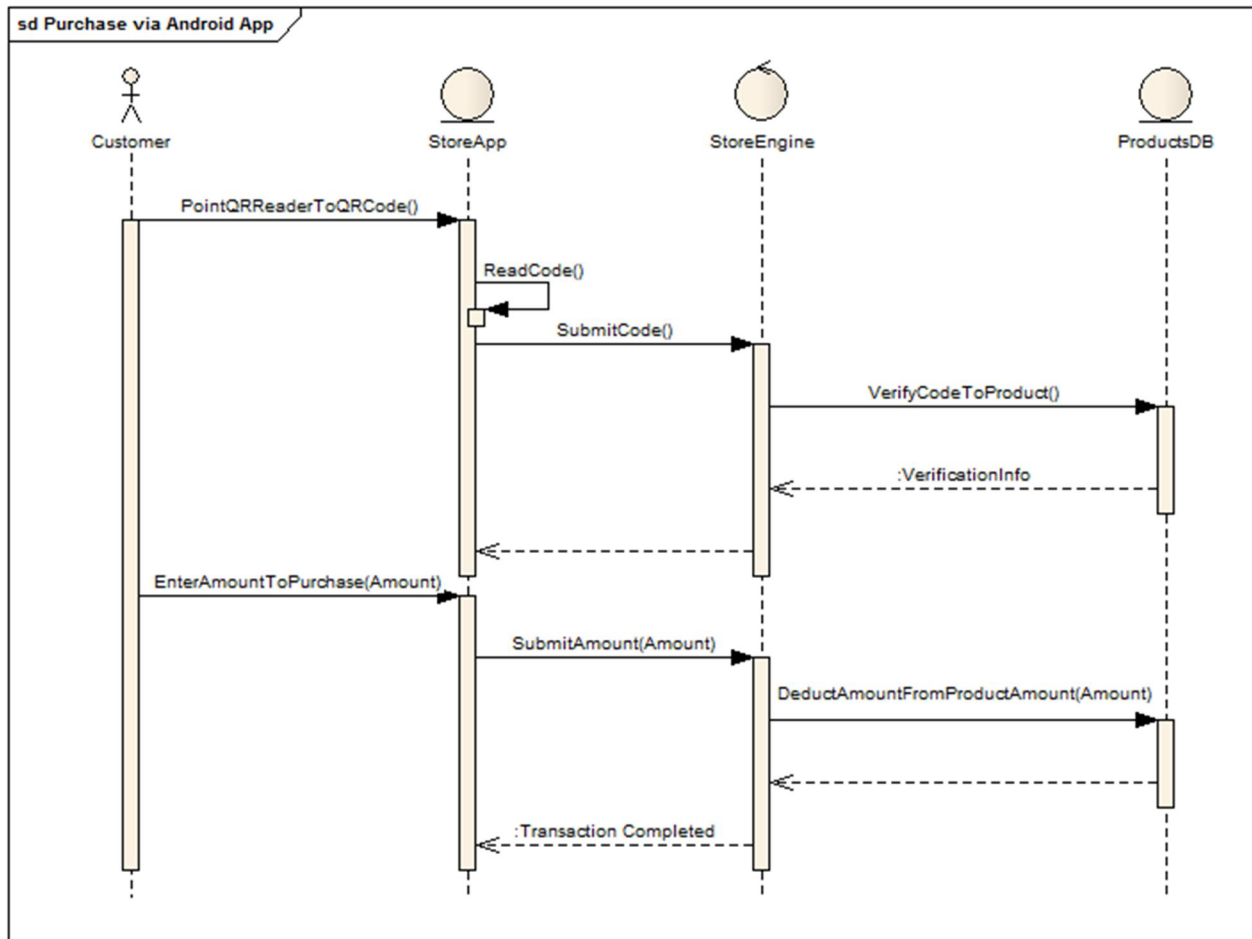 sd Purchase via Android App
Customer
StoreApp
StoreEngine
ProductsDB
PointQRReaderToQRCode()
ReadCode()
SubmitCode()
VerifyCodeToProduct()
:VerificationInfo
EnterAmountToPurchase(Amount)
SubmitAmount(Amount)
DeductAmountFromProductAmount(Amount)
:Transaction Completed